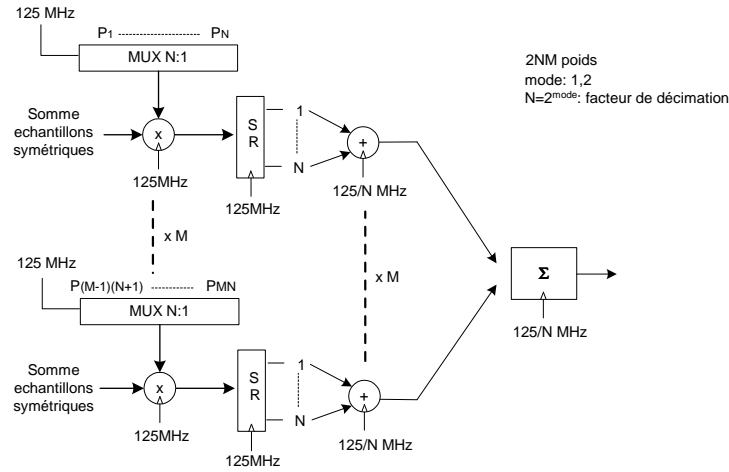 125 MHz
P1 PN
MUX N:1
2NM poids
mode: 1,2
N=2mode: facteur de décimation
Somme
echantillons
symétriques
x
S
R
1
N
+
125MHz
125MHz
125/N MHz
x M
x M
125 MHz
P(M-1)(N+1) PMN
MUX N:1
Σ
125/N MHz
Somme
echantillons
symétriques
x
S
R
1
N
+
125MHz
125MHz
125/N MHz